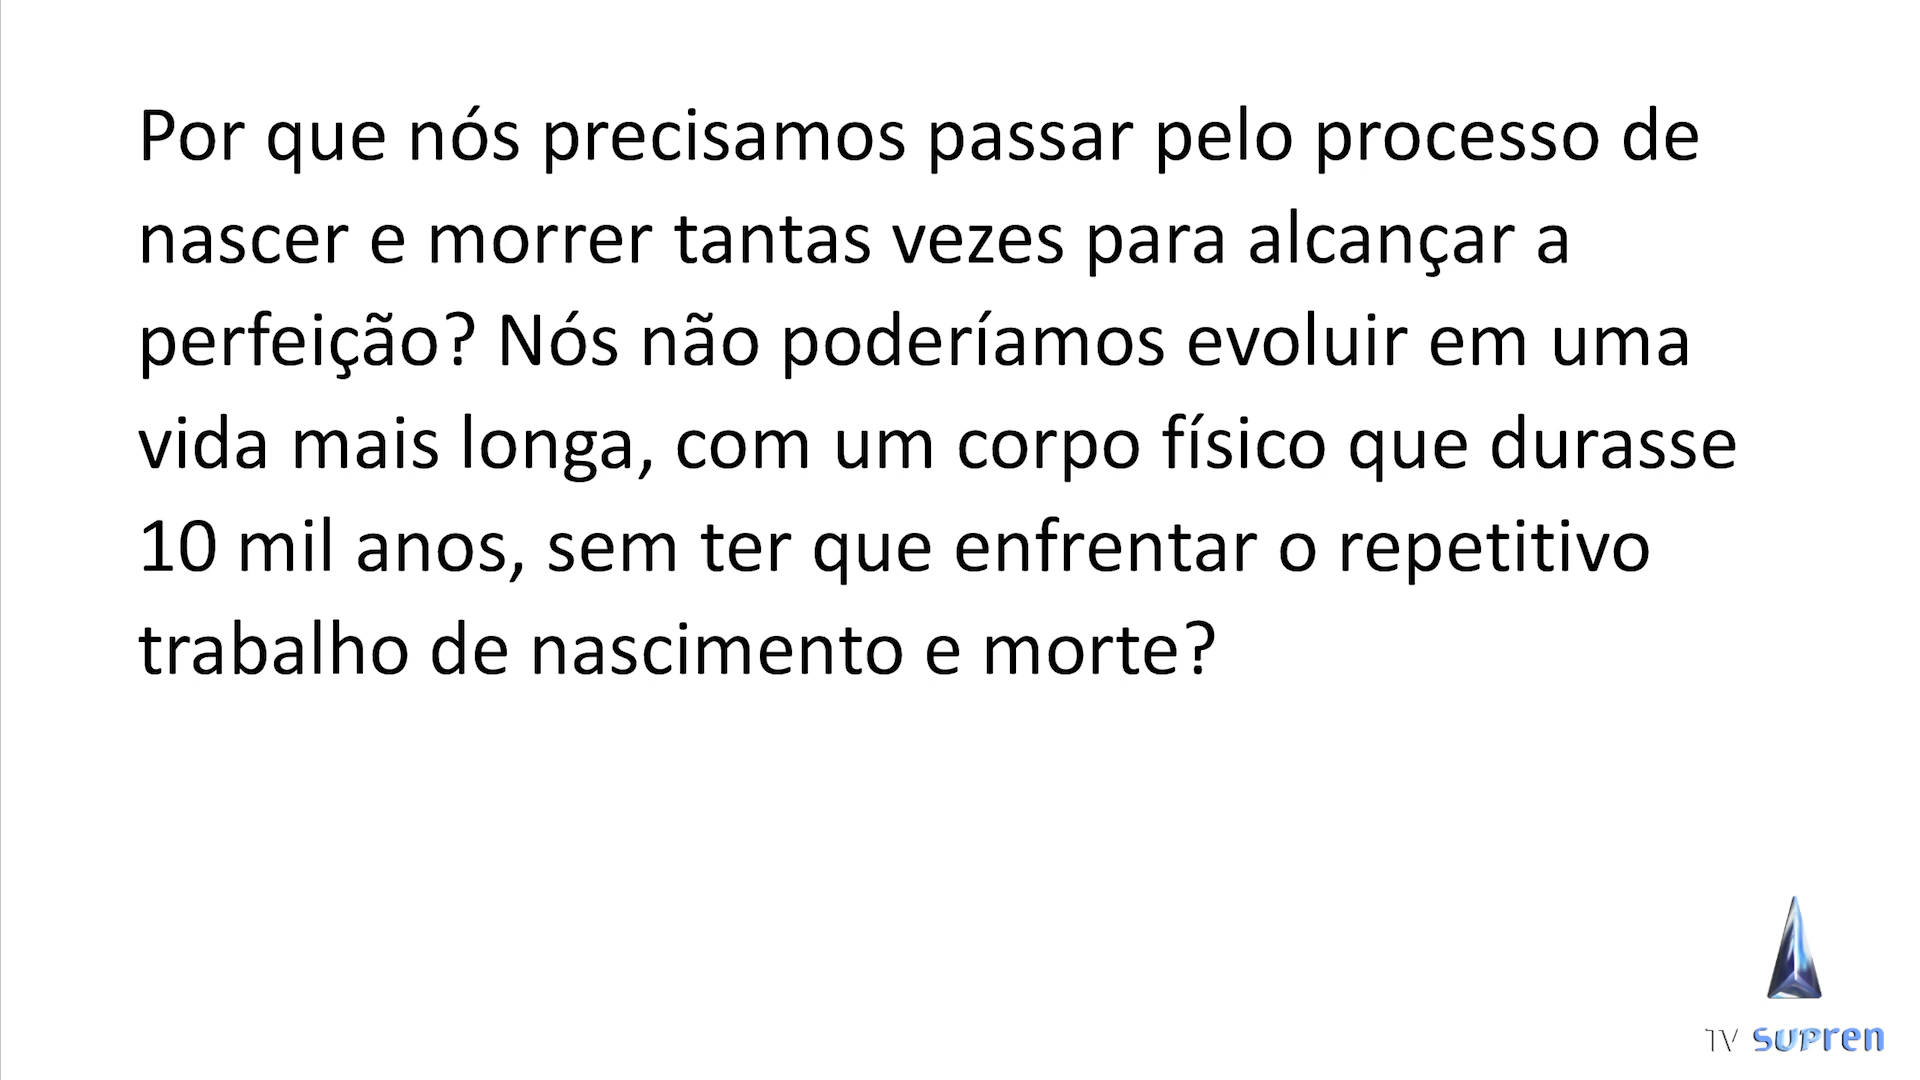 Por que nós precisamos passar pelo processo de
nascer e morrer tantas vezes para alcançar a
perfeição? Nós não poderíamos evoluir em uma
vida mais longa, com um corpo físico que durasse
10 mil anos, sem ter que enfrentar o repetitivo
trabalho de nascimento e morte?
TV SUPren